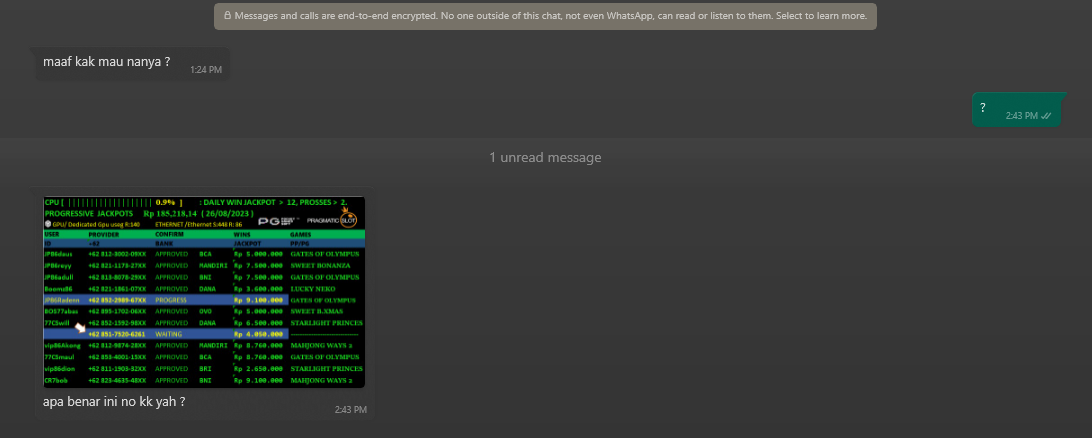 Messages and calls are end-to-end encrypted. No one outside of this chat, not even WhatsApp, can read or listen to them. Select to learn more.
maaf kak mau nanya ?
1:24 PM
?
2:43 PM
1 unread message
CPU [ |||||||||||||||||| 0.9% ] : DAILY WIN JACKPOT > 12, PROSSES > 2.
PROGRESSIVE JACKPOTS Rp 185,218,14 ( 26/08/2023 ) PG PRAGMATIC SLOT
GPU/ Dedicated Gpu useg R:140 ETHERNET /Ethernet S:448 R: 86
USER PROVIDER CONFIRM WINS GAMES
ID +62 BANK JACKPOT PP/PG
JP86daus +62 812-3002-09XX APPROVED BCA Rp 5.000.000 GATES OF OLYMPUS
JP86reyy +62 821-1173-27XX APPROVED MANDIRI Rp 7.500.000 SWEET BONANZA
JP86adull +62 813-8078-29XX APPROVED BNI Rp 7.500.000 GATES OF OLYMPUS
Boomz86 +62 821-1861-07XX APPROVED DANA Rp 3.600.000 LUCKY NEKO
+62 892-2989-67XX PROGRESS Rp 9.100.000 GATES OF OLYMPUS
BOS77abas +62 895-1702-06XX APPROVED OVO Rp 5.000.000 SWEET B.XMAS
77CSwill +62 852-1592-98XX APPROVED DANA Rp 6.500.000 STARLIGHT PRINCES
+62 851-7520-6261 WAITING Rp 4.050.000
vip86Akong +62 812-9874-28XX APPROVED MANDIRI Rp 8.760.000 MAHJONG WAYS 2
77CSmaul +62 853-4001-15XX APPROVED BCA Rp 8.760.000 GATES OF OLYMPUS
vip86dion +62 811-1903-32XX APPROVED BRI Rp 2.650.000 STARLIGHT PRINCES
CR7bob +62 823-4635-48XX APPROVED BNI Rp 9.100.000 MAHJONG WAYS 2
apa benar ini no kk yah ?
2:43 PM